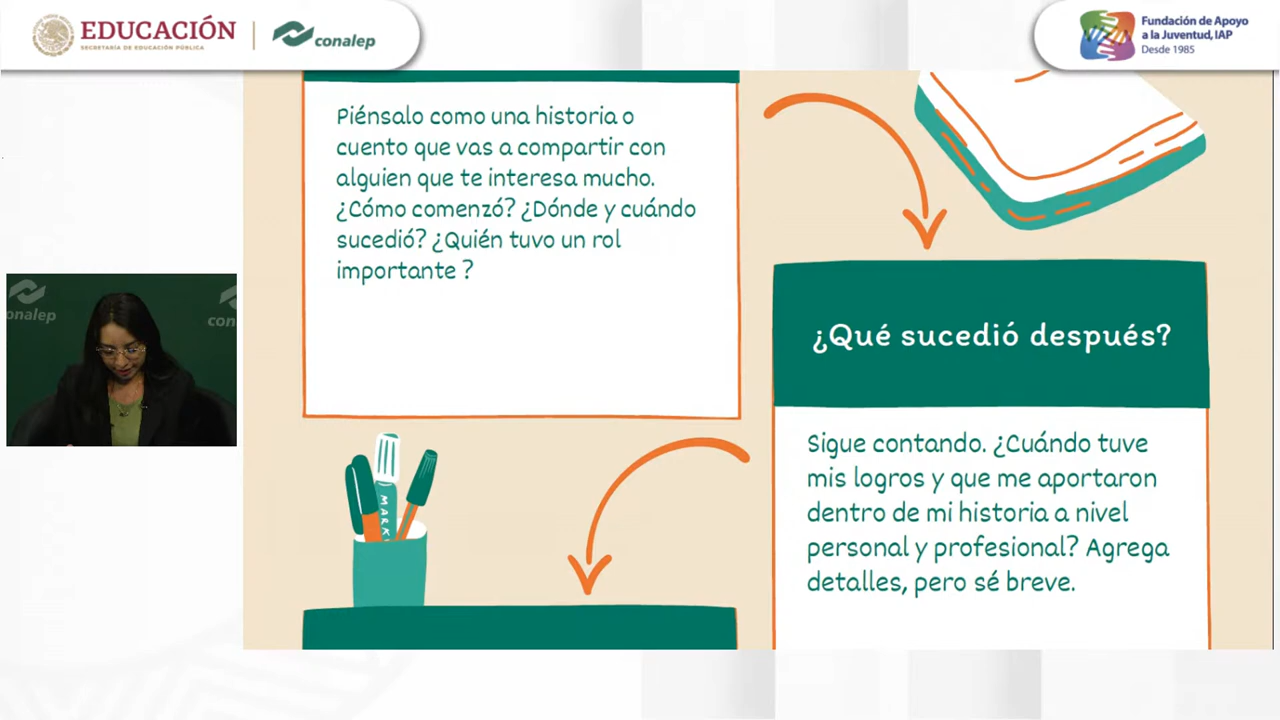 EDUCACIÓN
SECRETARÍA DE EDUCACIÓN PÚBLICA
conalep
Fundación de Apoyo
a la Juventud, IAP
Desde 1985
Piénsalo como una historia o
cuento que vas a compartir con
alguien que te interesa mucho.
¿Cómo comenzó? ¿Dónde y cuándo
sucedió? ¿Quién tuvo un rol
importante ?
¿Qué sucedió después?
Sigue contando. ¿Cuándo tuve
mis logros y que me aportaron
dentro de mi historia a nivel
personal y profesional? Agrega
detalles, pero sé breve.
MARK
onalep
con